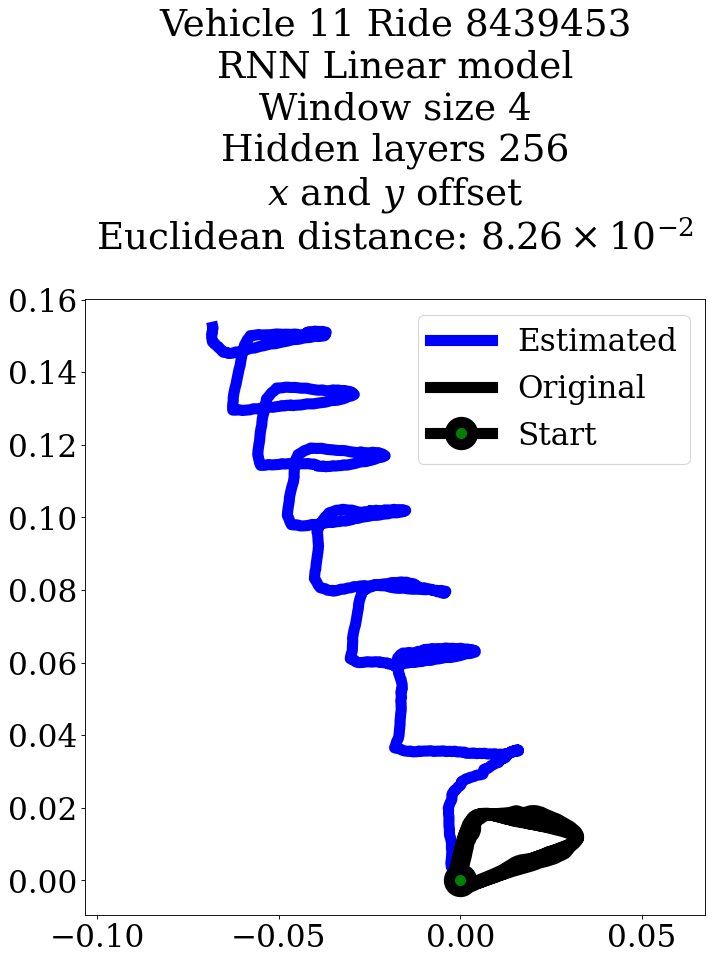 Vehicle 11 Ride 8439453
RNN Linear model
Window size 4
Hidden layers 256
x and y offset
Euclidean distance: 8.26 × 10⁻²
0.16
0.14
0.12
0.10
0.08
0.06
0.04
0.02
0.00
Estimated
Original
Start
−0.10 −0.05 0.00 0.05